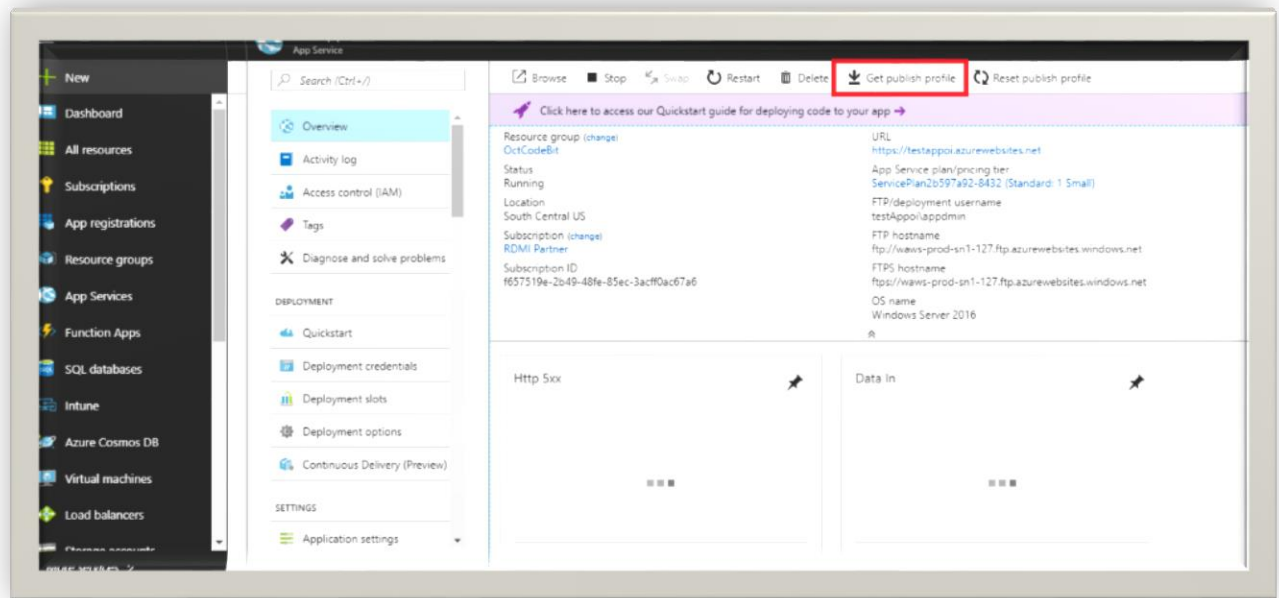 App Service
New
Dashboard
All resources
Subscriptions
App registrations
Resource groups
App Services
Function Apps
SQL databases
Intune
Azure Cosmos DB
Virtual machines
Load balancers
Storage accounts
Search (Ctrl+/)
Overview
Activity log
Access control (IAM)
Tags
Diagnose and solve problems
DEPLOYMENT
Quickstart
Deployment credentials
Deployment slots
Deployment options
Continuous Delivery (Preview)
SETTINGS
Application settings
Browse Stop Swap Restart Delete Get publish profile Reset publish profile
Click here to access our Quickstart guide for deploying code to your app →
Resource group (change)
OctCodeBit
Status
Running
Location
South Central US
Subscription (change)
RDMI Partner
Subscription ID
f657519e-2b49-48fe-85ec-3acff0ac67a6
URL
https://testappoi.azurewebsites.net
App Service plan/pricing tier
ServicePlan2b597a92-8432 (Standard: 1 Small)
FTP/deployment username
testAppoi\appdmin
FTP hostname
ftp://waws-prod-sn1-127.ftp.azurewebsites.windows.net
FTPS hostname
ftps://waws-prod-sn1-127.ftp.azurewebsites.windows.net
OS name
Windows Server 2016
Http 5xx
Data In